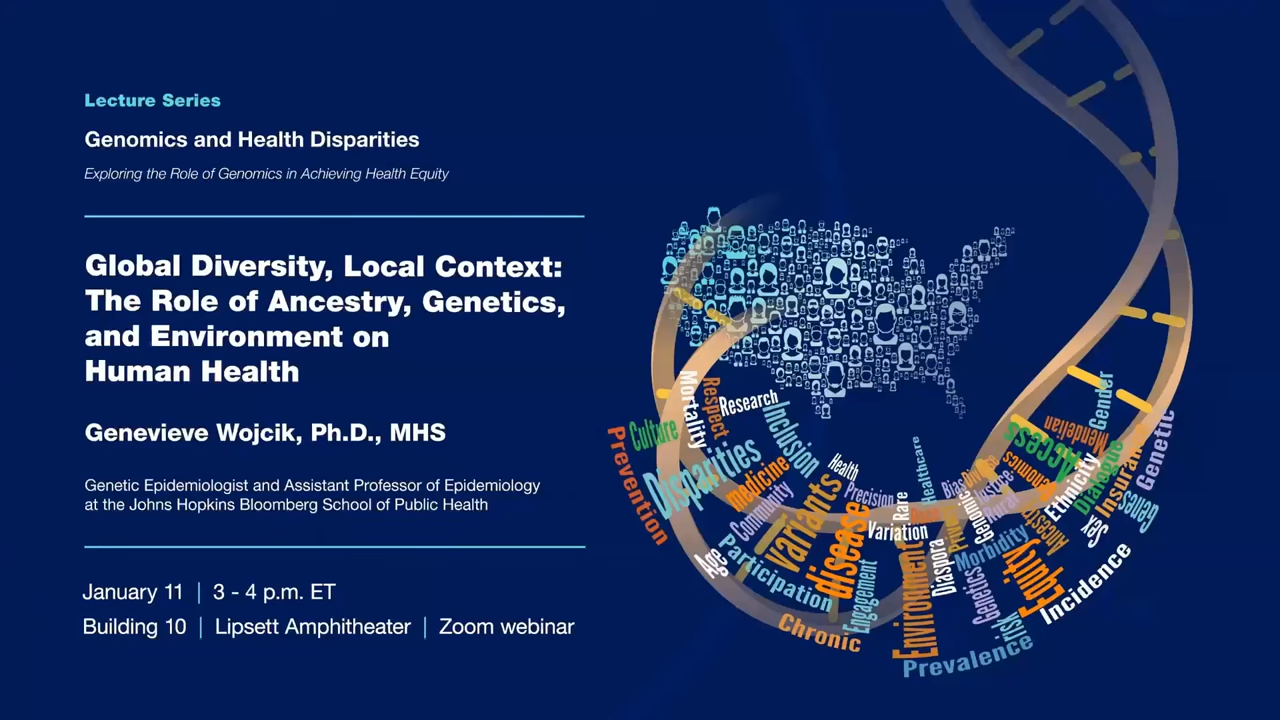 Lecture Series
Genomics and Health Disparities
Exploring the Role of Genomics in Achieving Health Equity
Global Diversity, Local Context:
The Role of Ancestry, Genetics,
and Environment on
Human Health
Genevieve Wojcik, Ph.D., MHS
Genetic Epidemiologist and Assistant Professor of Epidemiology
at the Johns Hopkins Bloomberg School of Public Health
January 11 | 3 - 4 p.m. ET
Building 10 | Lipsett Amphitheater | Zoom webinar
Prevention
Culture
Mortality
Respect
Research
Inclusion
Disparities
medicine
Community
Age
Participation
variants
Health
Precision
disease
Chronic
Engagement
Variation
Rare
Healthcare
Environment
Diaspora
Prevalence
Genomic
Morbidity
Genetics
risk
Equity
Incidence
Ethnicity
Access
Mendelian
Gender
Dialogue
Sex
Genes
Genetic